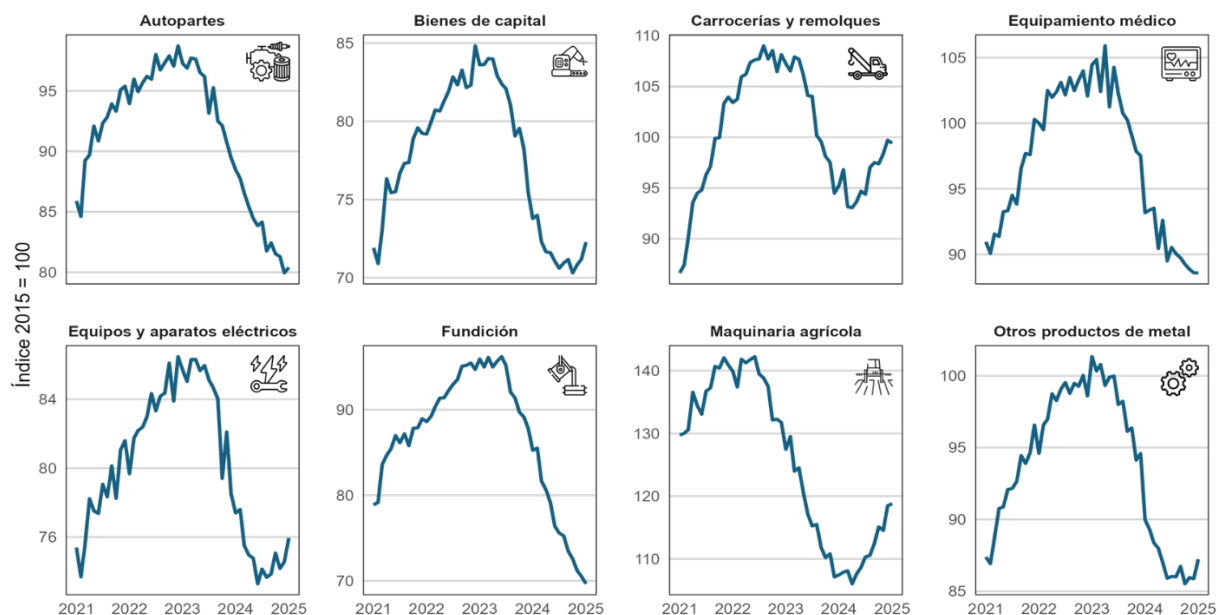 Autopartes
Bienes de capital
Carrocerías y remolques
Equipamiento médico
95
90
85
80
85
80
75
70
110
105
100
95
90
105
100
95
90
Índice 2015 = 100
Equipos y aparatos eléctricos
Fundición
Maquinaria agrícola
Otros productos de metal
84
80
76
90
80
70
140
130
120
110
100
95
90
85
2021 2022 2023 2024 2025
2021 2022 2023 2024 2025
2021 2022 2023 2024 2025
2021 2022 2023 2024 2025